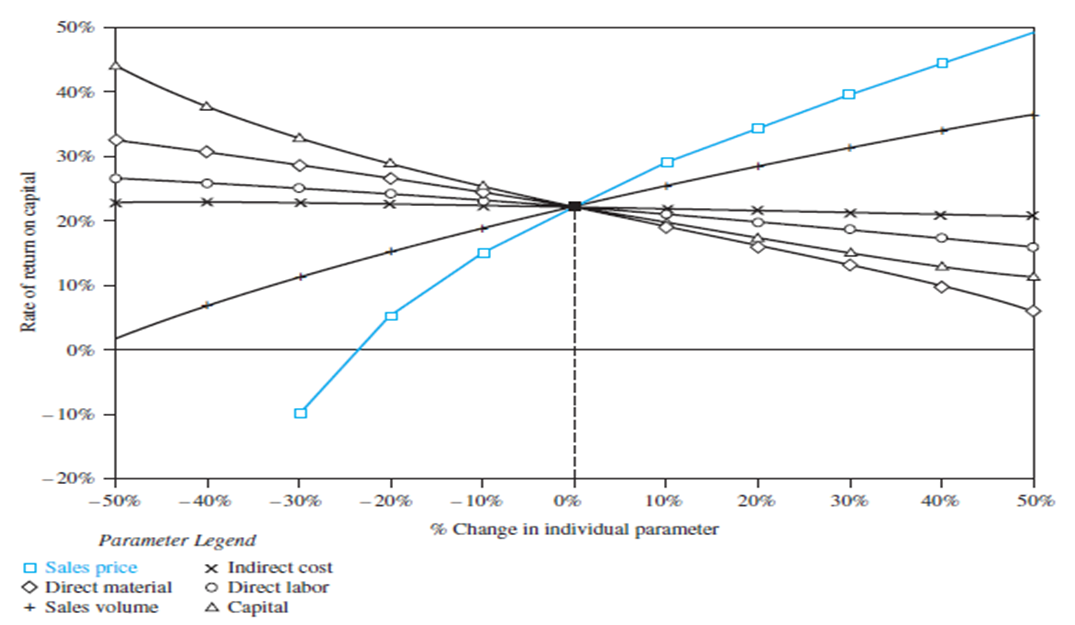 50%
40%
30%
20%
10%
0%
– 10%
– 20%
Rate of return on capital
–50% –40% –30% –20% –10% 0% 10% 20% 30% 40% 50%
% Change in individual parameter
Parameter Legend
Sales price Indirect cost
Direct material Direct labor
Sales volume Capital